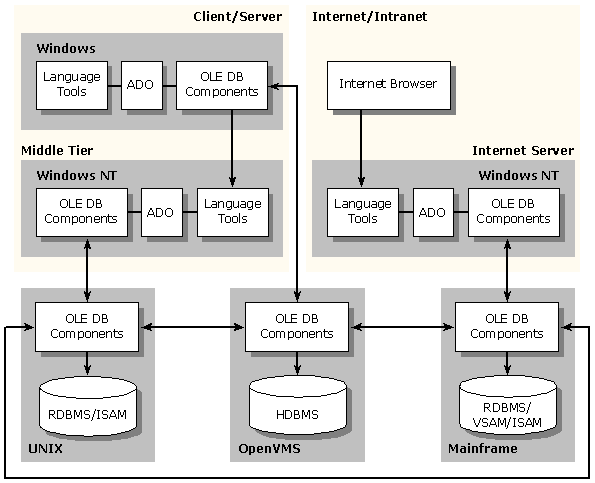 Client/Server
Internet/Intranet
Windows
Language
Tools
ADO
OLE DB
Components
Internet Browser
Middle Tier
Internet Server
Windows NT
OLE DB
Components
ADO
Language
Tools
Windows NT
Language
Tools
ADO
OLE DB
Components
OLE DB
Components
OLE DB
Components
OLE DB
Components
RDBMS/ISAM
HDBMS
RDBMS/
VSAM/ISAM
UNIX
OpenVMS
Mainframe